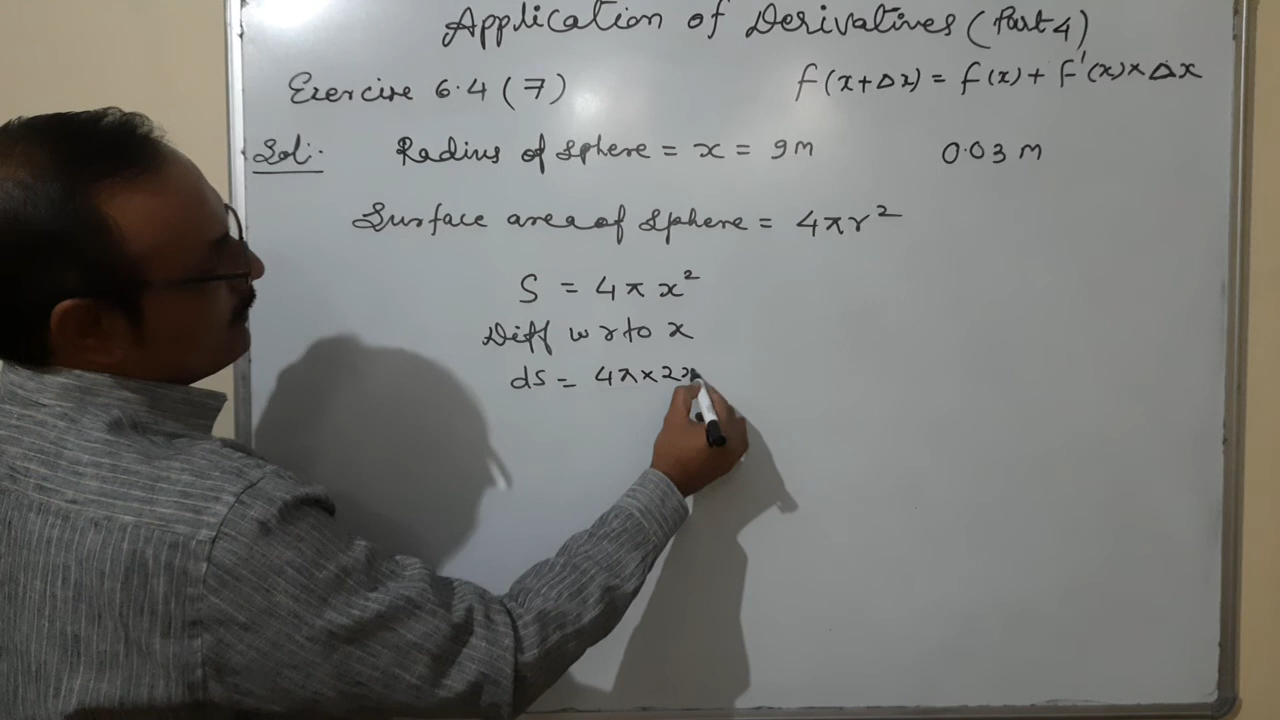 Application of Derivatives (Part 4)
Exercise 6.4 (7)
f(x+Δx) = f(x) + f'(x) × Δx
Sol:. Radius of sphere = x = 9m 0.03 m
Surface area of sphere = 4πr²
S = 4πx²
Diff w r to x
ds = 4π×2x